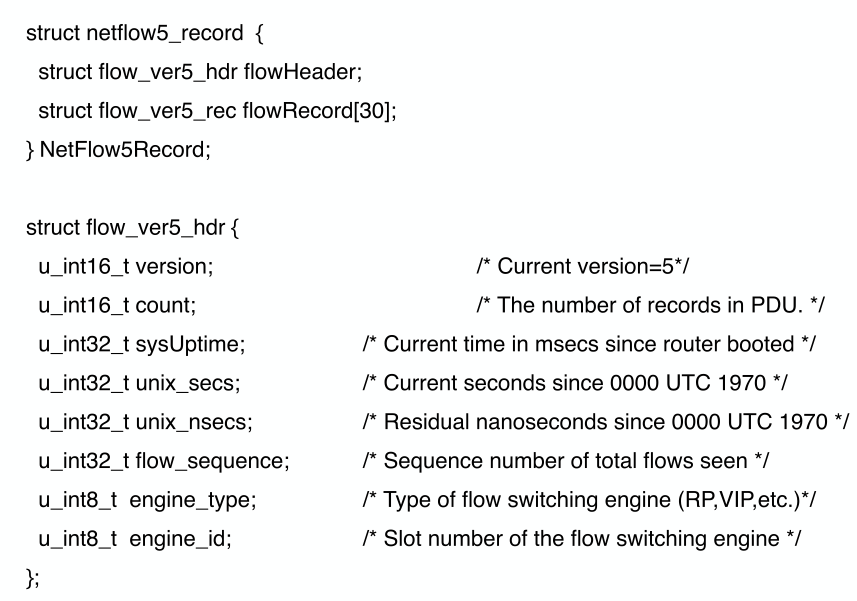 struct netflow5_record  {
  struct flow_ver5_hdr flowHeader;
  struct flow_ver5_rec flowRecord[30];
} NetFlow5Record;

struct flow_ver5_hdr {
  u_int16_t version;                    /* Current version=5*/
  u_int16_t count;                      /* The number of records in PDU. */
  u_int32_t sysUptime;            /* Current time in msecs since router booted */
  u_int32_t unix_secs;            /* Current seconds since 0000 UTC 1970 */
  u_int32_t unix_nsecs;           /* Residual nanoseconds since 0000 UTC 1970 */
  u_int32_t flow_sequence;        /* Sequence number of total flows seen */
  u_int8_t  engine_type;          /* Type of flow switching engine (RP,VIP,etc.)*/
  u_int8_t  engine_id;            /* Slot number of the flow switching engine */
};